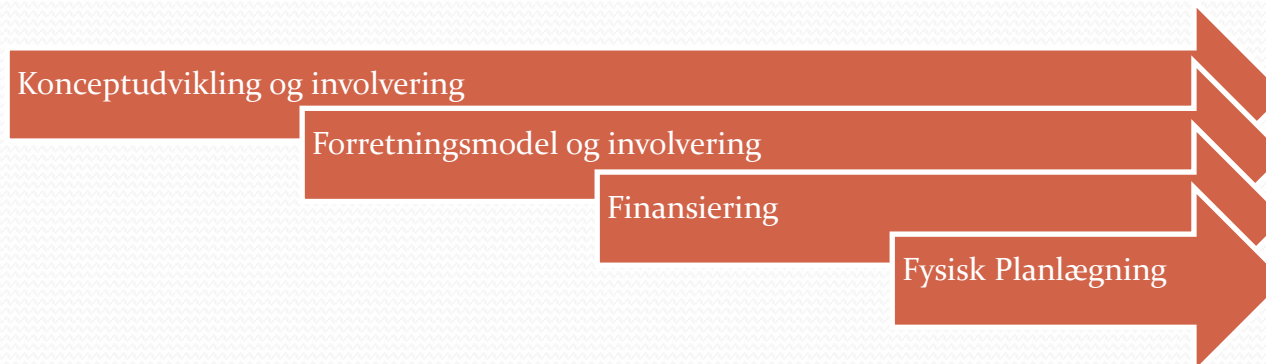 Konceptudvikling og involvering
Forretningsmodel og involvering
Finansiering
Fysisk Planlægning